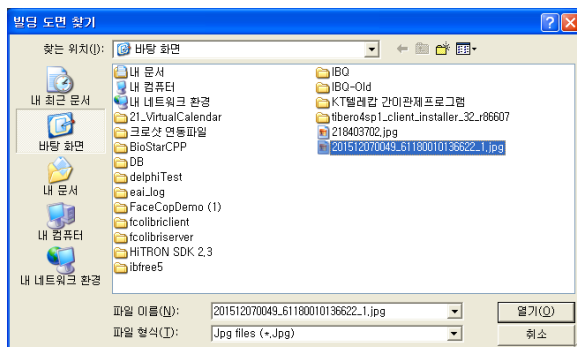 빌딩 도면 찾기
찾는 위치(I):
바탕 화면
내 최근 문서
바탕 화면
내 문서
내 컴퓨터
내 네트워크 환경
내 문서
내 컴퓨터
내 네트워크 환경
21_VirtualCalendar
크로샷 연동파일
BioStarCPP
DB
delphiTest
eai_log
FaceCopDemo (1)
fcolibriclient
fcolibriserver
HiTRON SDK 2,3
ibfree5
IBQ
IBQ-Old
KT텔레캅 간이관제프로그램
tibero4sp1_client_installer_32_r86607
218403702.jpg
201512070049_61180010136622_1.jpg
파일 이름(N):
201512070049_61180010136622_1.jpg
열기(O)
파일 형식(T):
Jpg files (*.Jpg)
취소